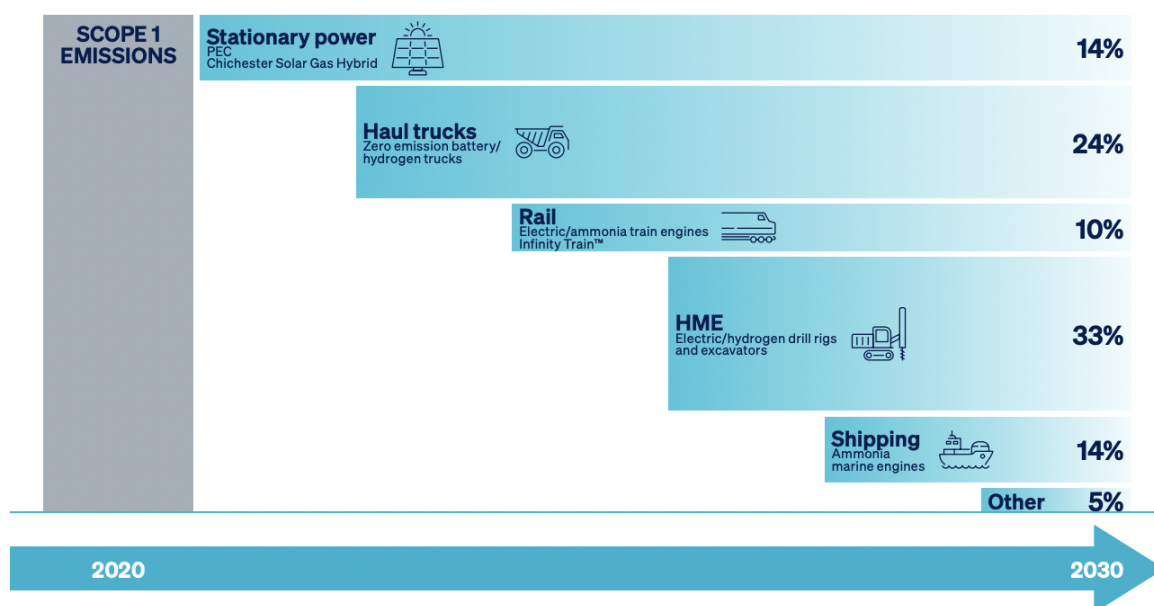 SCOPE 1
EMISSIONS
Stationary power
PEC
Chichester Solar Gas Hybrid
14%
Haul trucks
Zero emission battery/
hydrogen trucks
24%
Rail
Electric/ammonia train engines
Infinity Train™
10%
HME
Electric/hydrogen drill rigs
and excavators
33%
Shipping
Ammonia
marine engines
14%
Other
5%
2020
2030